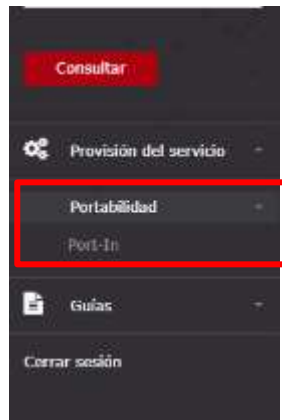 Consultar
Provisión del servicio
Portabilidad
Port-In
Guías
Cerrar sesión